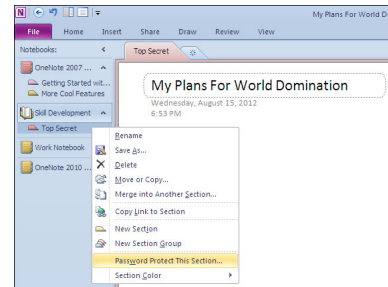 My Plans For World D
File Home Insert Share Draw Review View
Notebooks:
Top Secret
OneNote 2007 ...
Getting Started wit...
More Cool Features
Skill Development
Top Secret
Work Notebook
OneNote 2010 ...
My Plans For World Domination
Wednesday, August 15, 2012
6:53 PM
Rename
Save As...
Delete
Move or Copy...
Merge into Another Section...
Copy Link to Section
New Section
New Section Group
Password Protect This Section...
Section Color